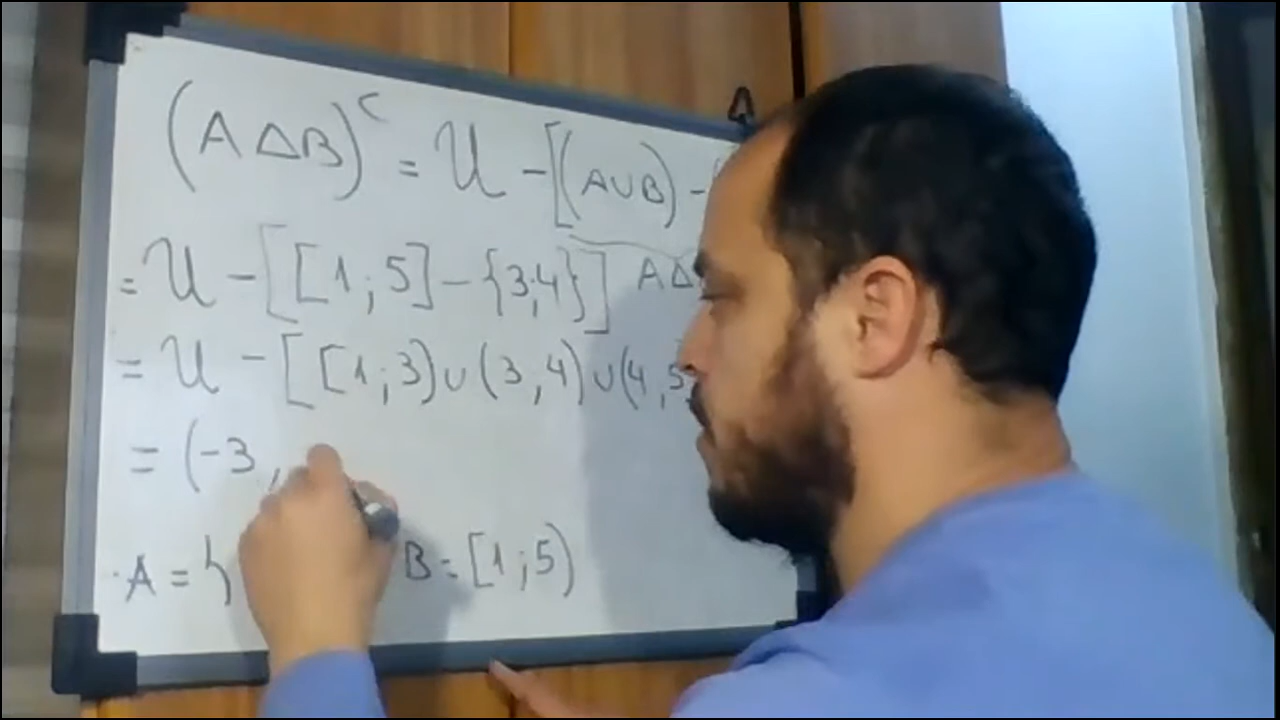 (A Δ B)ᶜ = U - [(A∪B) -
= U - [[1;5] - {3;4}] A Δ
= U - [[1;3) ∪ (3,4) ∪ (4,5
= (-3,
· A = { B = [1;5)